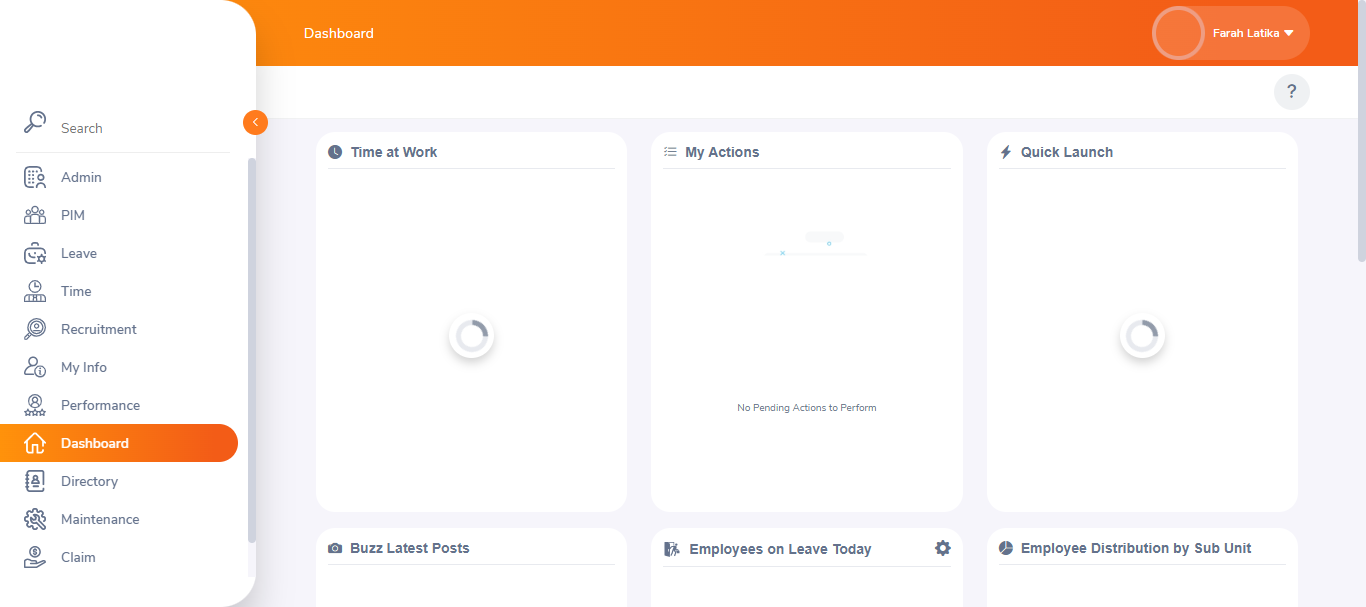 Dashboard
Farah Latika
?
Search
Admin
PIM
Leave
Time
Recruitment
My Info
Performance
Dashboard
Directory
Maintenance
Claim
Time at Work
My Actions
No Pending Actions to Perform
Quick Launch
Buzz Latest Posts
Employees on Leave Today
Employee Distribution by Sub Unit